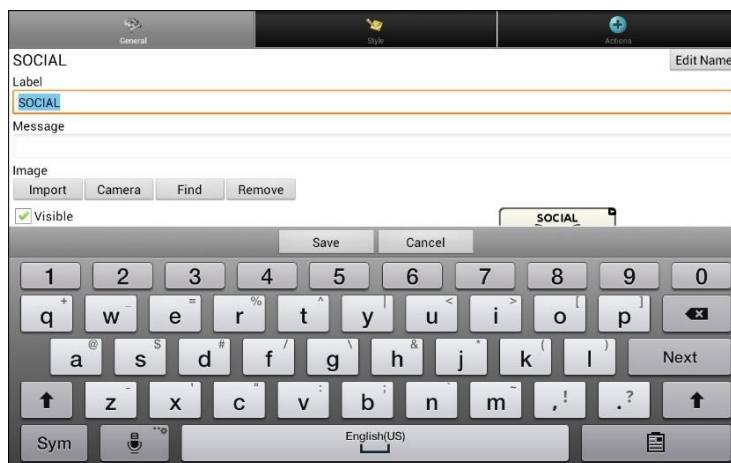 General Style Actions
SOCIAL Edit Name
Label
SOCIAL
Message
Image
Import Camera Find Remove
Visible SOCIAL
Save Cancel
1 2 3 4 5 6 7 8 9 0
q + w _ e = r % t ^ y | u < i > o [ p ]
a @ s $ d # f / g \ h & j * k ( l ) Next
z - x ' c " v : b ; n ` m ~ , ! . ?
Sym English(US)